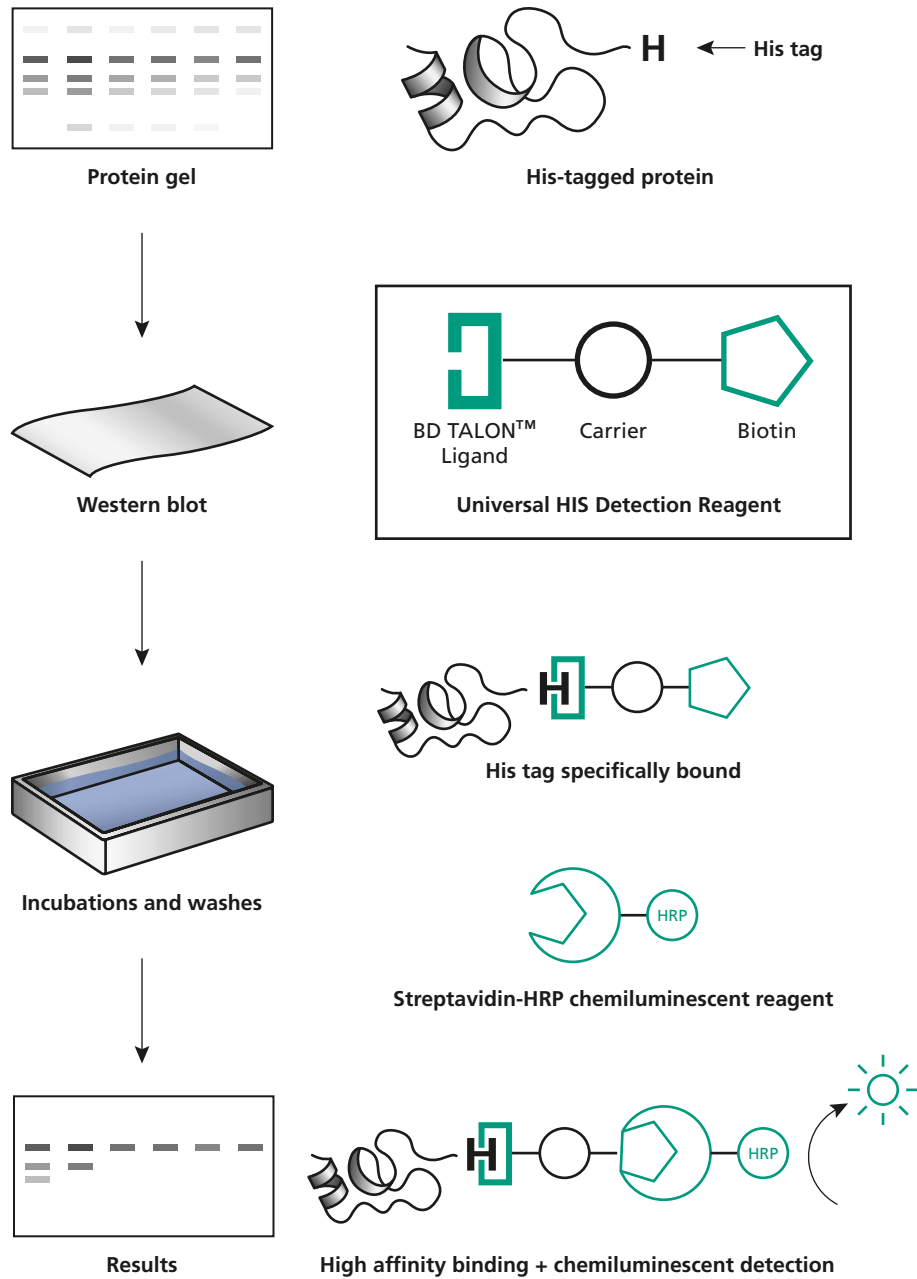 H
His tag
Protein gel
His-tagged protein
BD TALON™
Ligand
Carrier
Biotin
Universal HIS Detection Reagent
Western blot
H
His tag specifically bound
Incubations and washes
HRP
Streptavidin-HRP chemiluminescent reagent
H
HRP
Results
High affinity binding + chemiluminescent detection